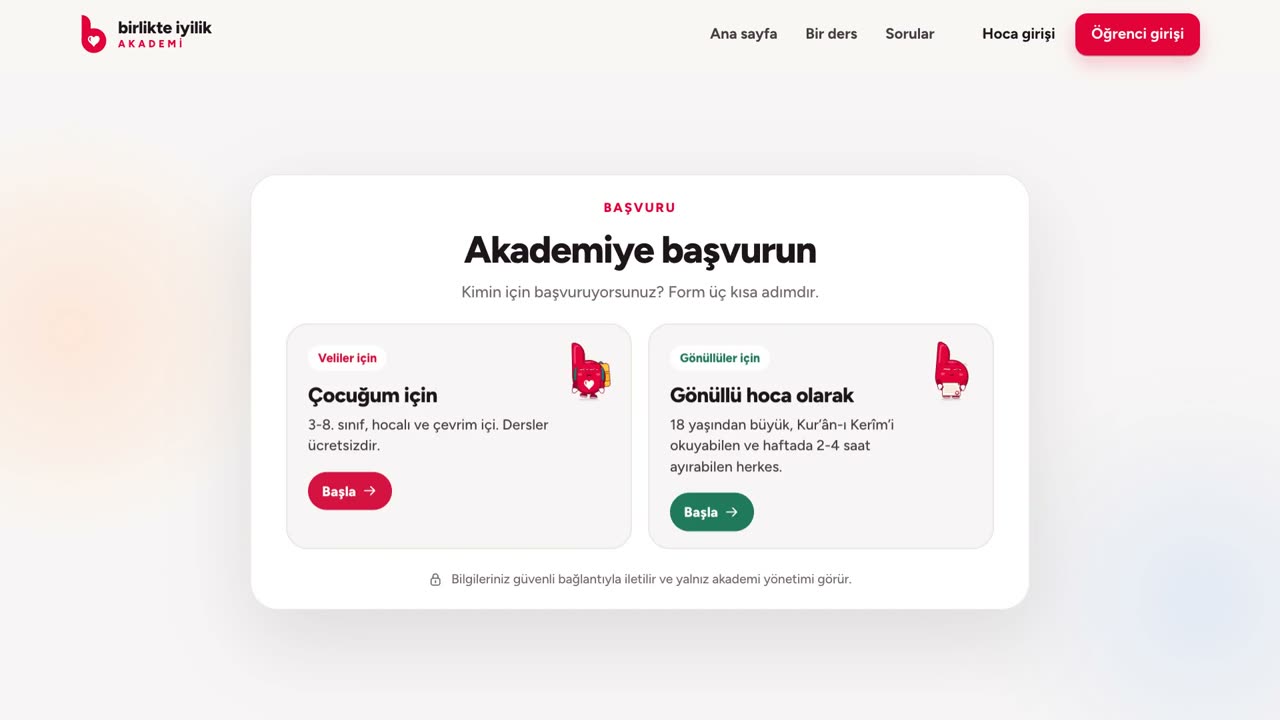 birlikte iyilik
AKADEMİ
Ana sayfa
Bir ders
Sorular
Hoca girişi
Öğrenci girişi
BAŞVURU
Akademiye başvurun
Kimin için başvuruyorsunuz? Form üç kısa adımdır.
Veliler için
Çocuğum için
3-8. sınıf, hocalı ve çevrim içi. Dersler
ücretsizdir.
Başla →
Gönüllüler için
Gönüllü hoca olarak
18 yaşından büyük, Kur’ân-ı Kerîm’i
okuyabilen ve haftada 2-4 saat
ayırabilen herkes.
Başla →
Bilgileriniz güvenli bağlantıyla iletilir ve yalnız akademi yönetimi görür.